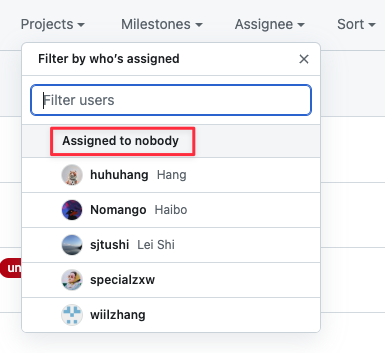 Projects Milestones Assignee Sort
Filter by who's assigned
Filter users
Assigned to nobody
huhuhang Hang
Nomango Haibo
sjtushi Lei Shi
un
specialzxw
wiilzhang